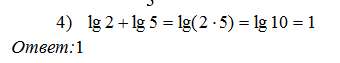 4) lg 2 + lg 5 = lg(2 · 5) = lg 10 = 1
Ответ:1